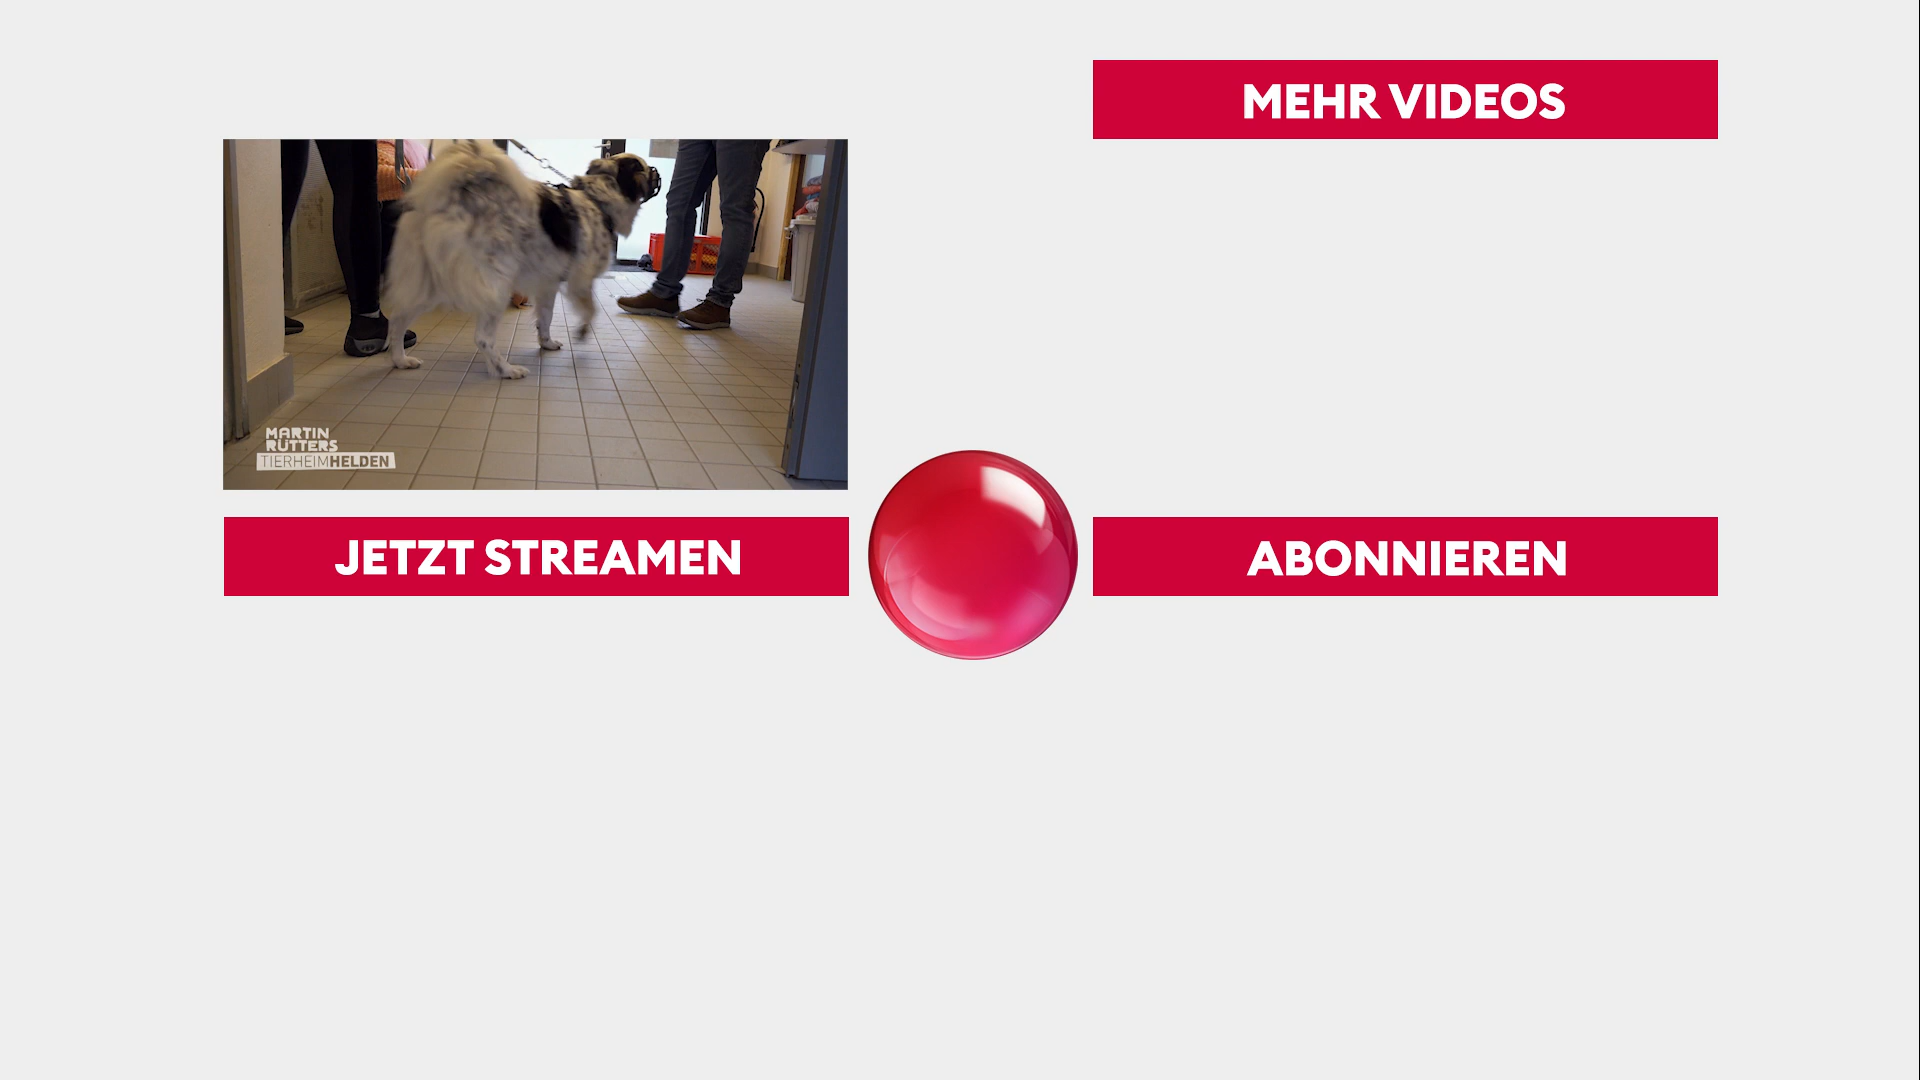 MEHR VIDEOS
MARTIN
RÜTTERS
TIERHEIMHELDEN
JETZT STREAMEN
ABONNIEREN